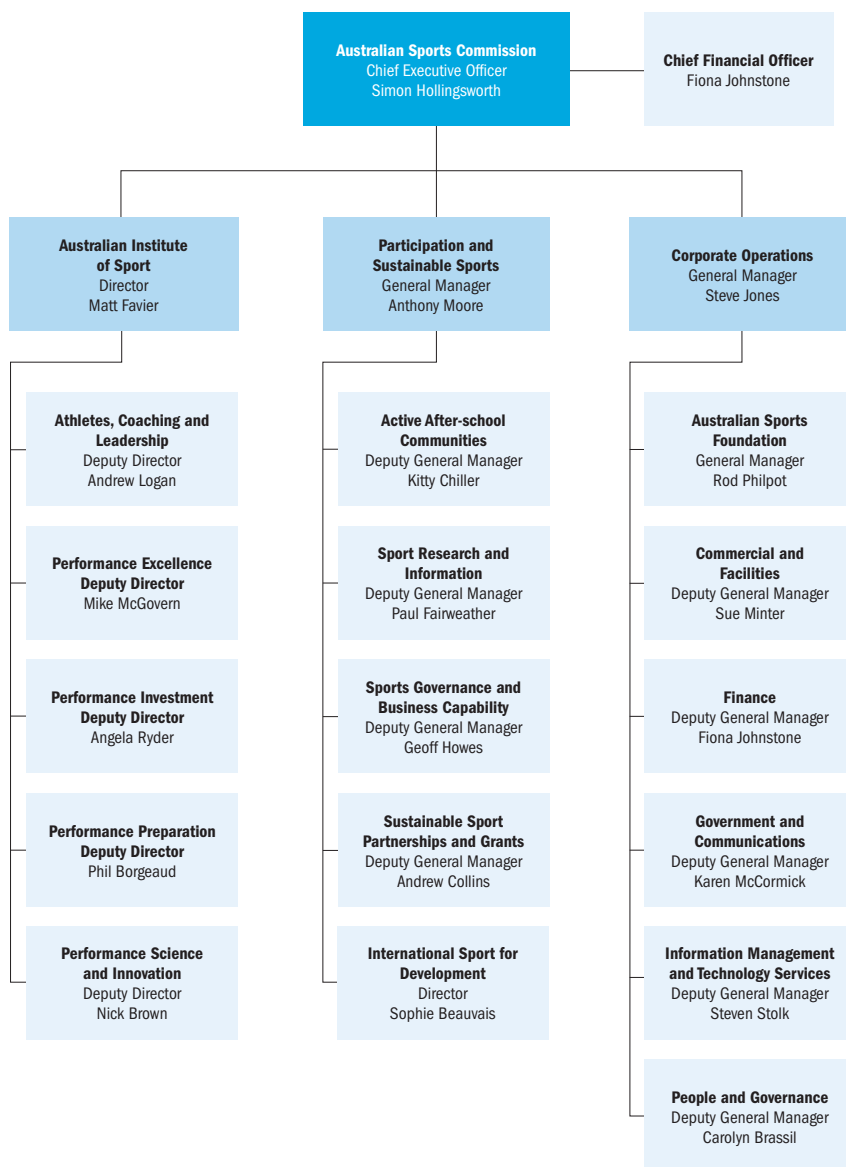 Australian Sports Commission
Chief Executive Officer
Simon Hollingsworth
Chief Financial Officer
Fiona Johnstone
Australian Institute
of Sport
Director
Matt Favier
Participation and
Sustainable Sports
General Manager
Anthony Moore
Corporate Operations
General Manager
Steve Jones
Athletes, Coaching and
Leadership
Deputy Director
Andrew Logan
Performance Excellence
Deputy Director
Mike McGovern
Performance Investment
Deputy Director
Angela Ryder
Performance Preparation
Deputy Director
Phil Borgeaud
Performance Science
and Innovation
Deputy Director
Nick Brown
Active After-school
Communities
Deputy General Manager
Kitty Chiller
Sport Research and
Information
Deputy General Manager
Paul Fairweather
Sports Governance and
Business Capability
Deputy General Manager
Geoff Howes
Sustainable Sport
Partnerships and Grants
Deputy General Manager
Andrew Collins
International Sport for
Development
Director
Sophie Beauvais
Australian Sports
Foundation
General Manager
Rod Philpot
Commercial and
Facilities
Deputy General Manager
Sue Minter
Finance
Deputy General Manager
Fiona Johnstone
Government and
Communications
Deputy General Manager
Karen McCormick
Information Management
and Technology Services
Deputy General Manager
Steven Stolk
People and Governance
Deputy General Manager
Carolyn Brassil